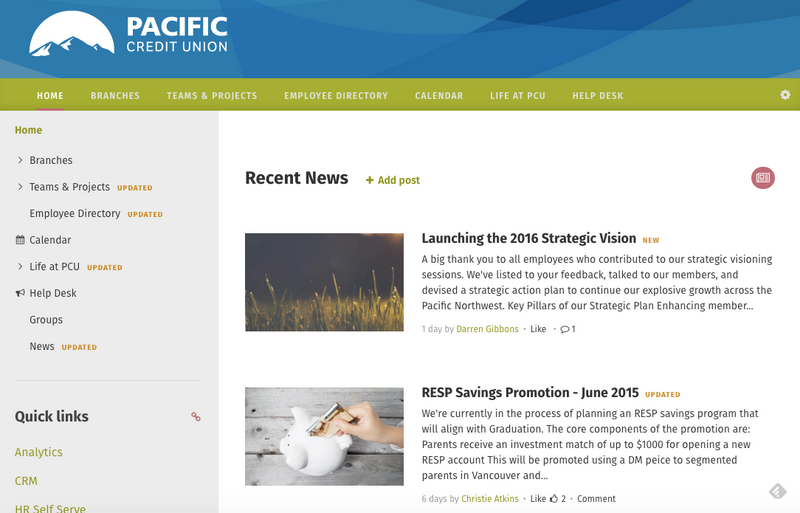 PACIFIC
CREDIT UNION
HOME BRANCHES TEAMS & PROJECTS EMPLOYEE DIRECTORY CALENDAR LIFE AT PCU HELP DESK
Home
Branches
Teams & Projects UPDATED
Employee Directory UPDATED
Calendar
Life at PCU UPDATED
Help Desk
Groups
News UPDATED
Quick links
Analytics
CRM
HR Self Serve
Recent News + Add post
Launching the 2016 Strategic Vision NEW
A big thank you to all employees who contributed to our strategic visioning
sessions. We've listed to your feedback, talked to our members, and
devised a strategic action plan to continue our explosive growth across the
Pacific Northwest. Key Pillars of our Strategic Plan Enhancing member...
1 day by Darren Gibbons · Like · 1
RESP Savings Promotion - June 2015 UPDATED
We're currently in the process of planning an RESP savings program that
will align with Graduation. The core components of the promotion are:
Parents receive an investment match of up to $1000 for opening a new
RESP account This will be promoted using a DM peice to segmented
parents in Vancouver and...
6 days by Christie Atkins · Like 2 · Comment